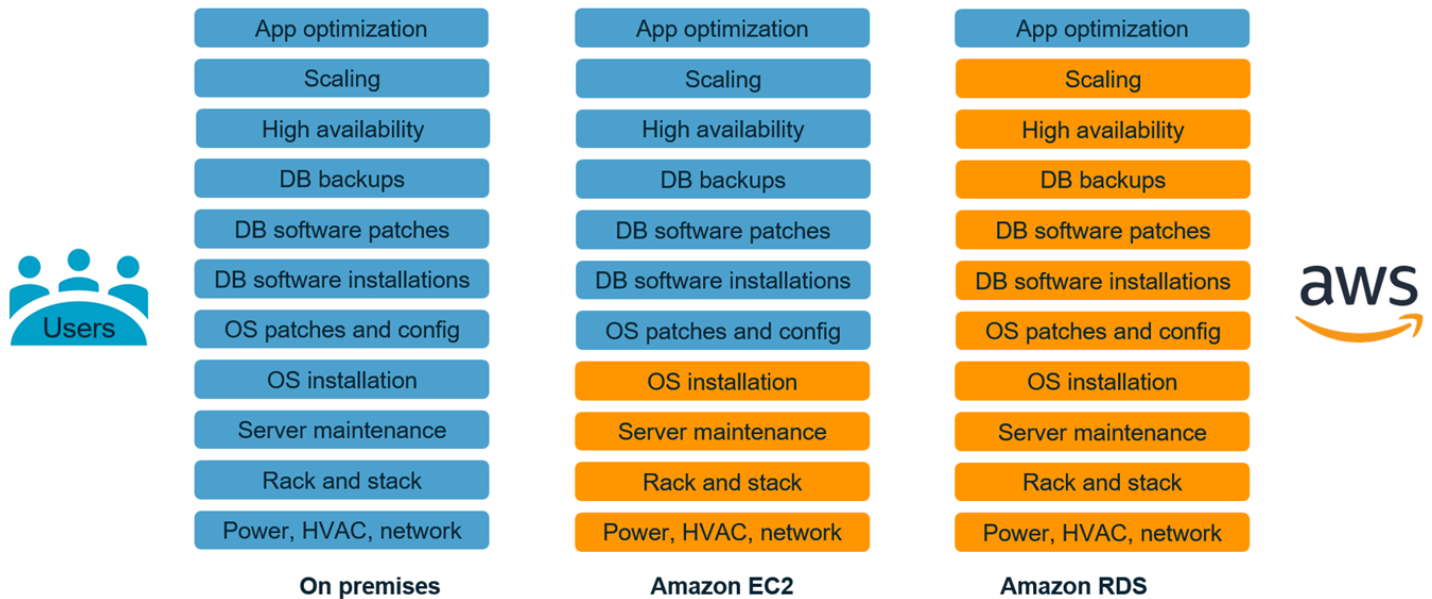 App optimization App optimization App optimization
Scaling Scaling Scaling
High availability High availability High availability
DB backups DB backups DB backups
DB software patches DB software patches DB software patches
DB software installations DB software installations DB software installations
Users aws
OS patches and config OS patches and config OS patches and config
OS installation OS installation OS installation
Server maintenance Server maintenance Server maintenance
Rack and stack Rack and stack Rack and stack
Power, HVAC, network Power, HVAC, network Power, HVAC, network
On premises Amazon EC2 Amazon RDS